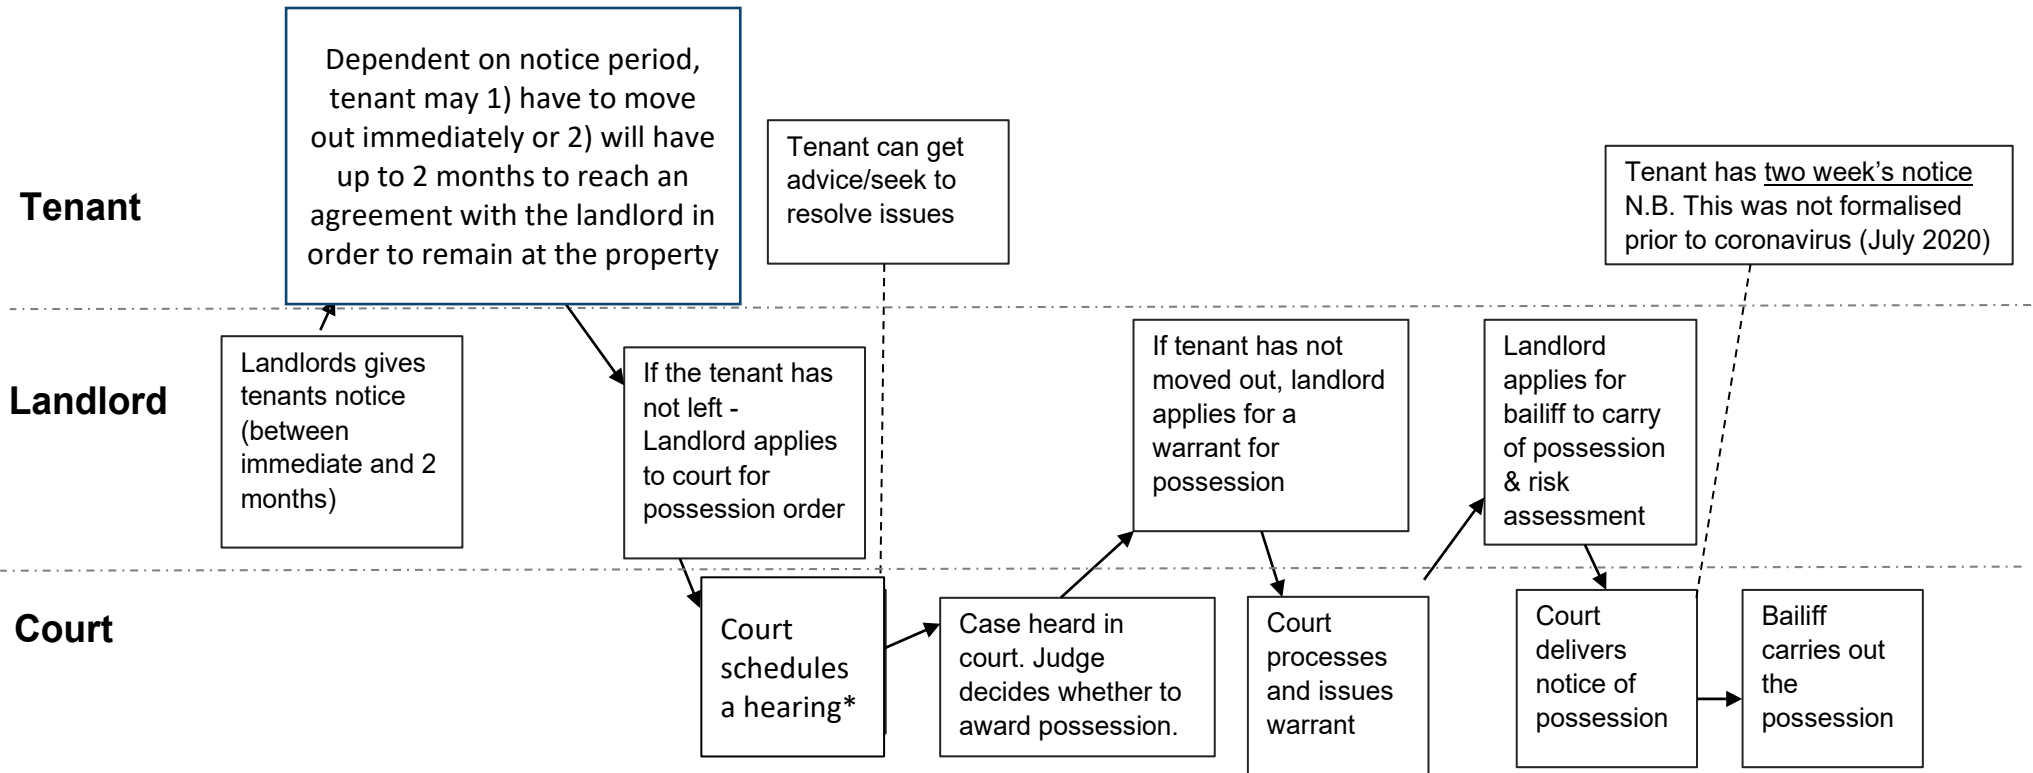 Tenant
Dependent on notice period,
tenant may 1) have to move
out immediately or 2) will have
up to 2 months to reach an
agreement with the landlord in
order to remain at the property
Tenant can get
advice/seek to
resolve issues
Tenant has two week’s notice
N.B. This was not formalised
prior to coronavirus (July 2020)
Landlord
Landlords gives
tenants notice
(between
immediate and 2
months)
If the tenant has
not left -
Landlord applies
to court for
possession order
If tenant has not
moved out, landlord
applies for a
warrant for
possession
Landlord
applies for
bailiff to carry
of possession
& risk
assessment
Court
Court
schedules
a hearing*
Case heard in
court. Judge
decides whether to
award possession.
Court
processes
and issues
warrant
Court
delivers
notice of
possession
Bailiff
carries out
the
possession